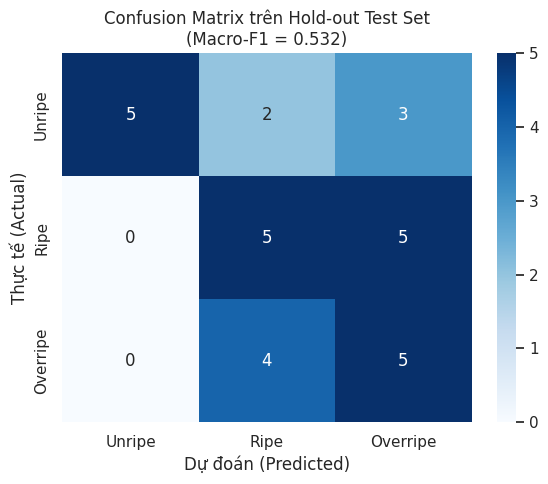 Confusion Matrix trên Hold-out Test Set
(Macro-F1 = 0.532)
Thực tế (Actual)
Unripe
5
2
3
Ripe
0
5
5
Overripe
0
4
5
Unripe
Ripe
Overripe
Dự đoán (Predicted)
5
4
3
2
1
0